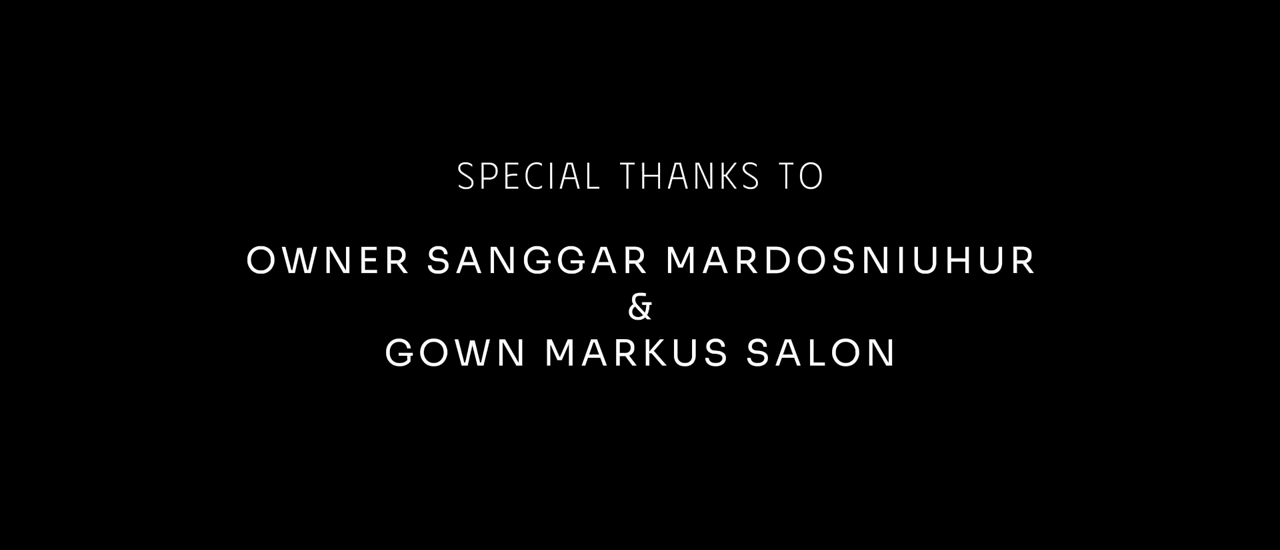 SPECIAL THANKS TO
OWNER SANGGAR MARDOSNIUHUR
&
GOWN MARKUS SALON